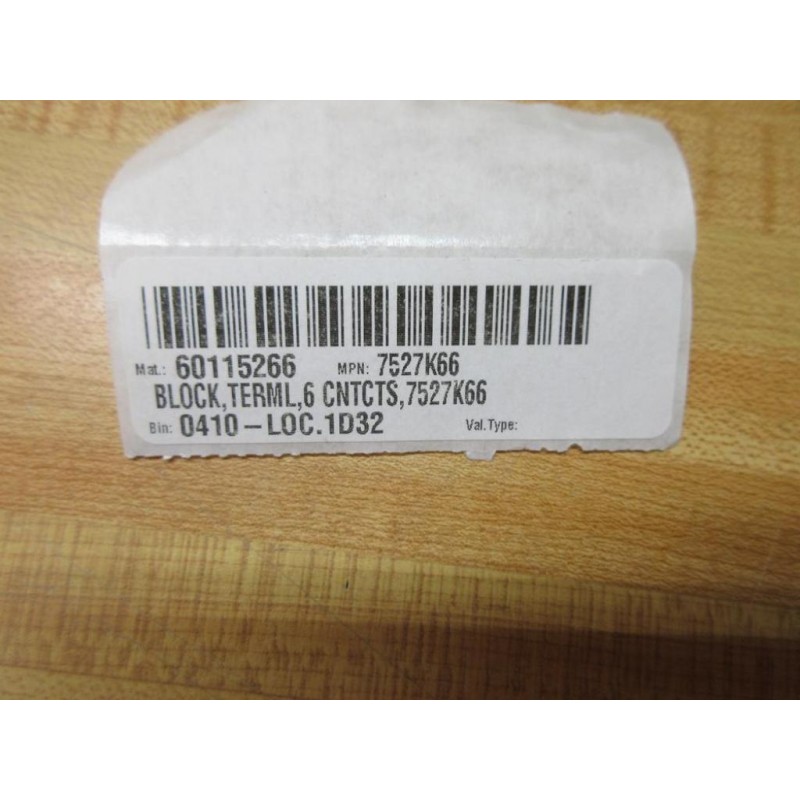 Mat.: 60115266 MPN: 7527K66
BLOCK,TERML,6 CNTCTS,7527K66
Bin: 0410-LOC.1D32 Val.Type: